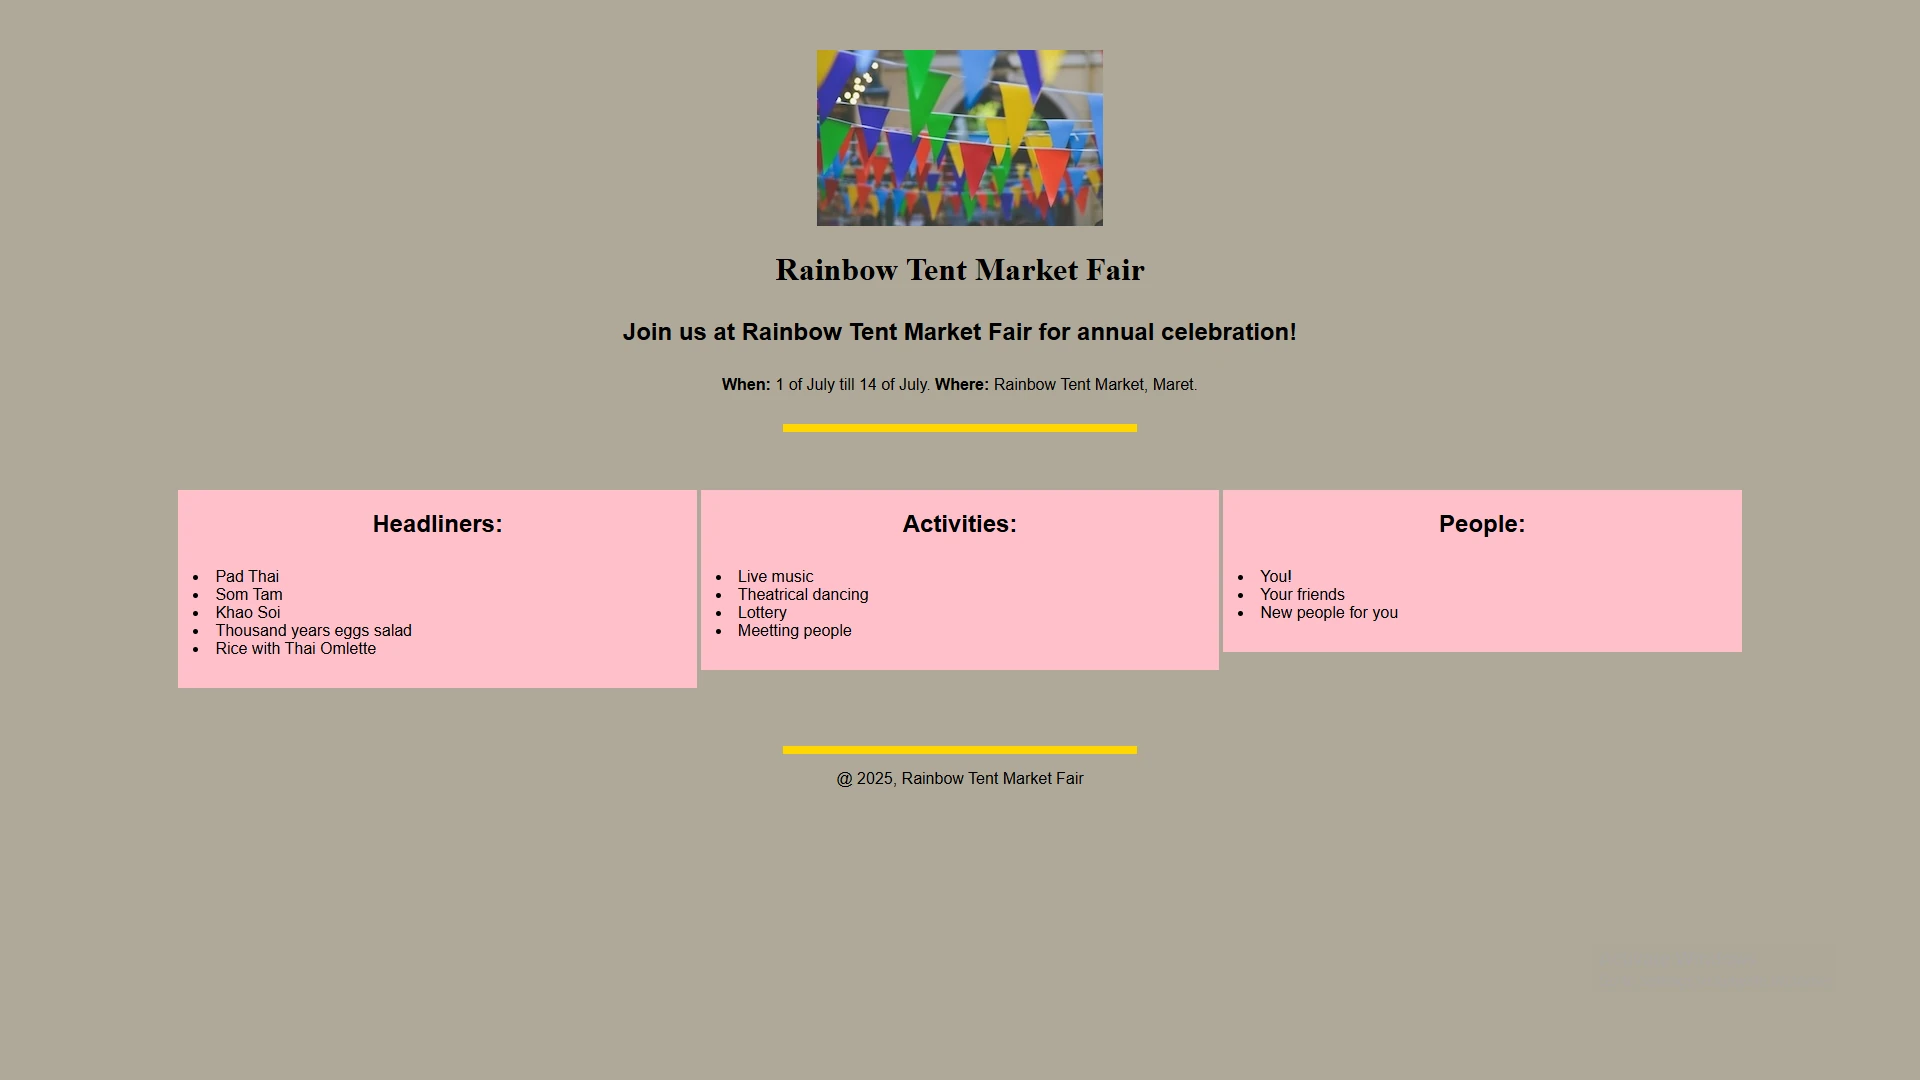 Rainbow Tent Market Fair
Join us at Rainbow Tent Market Fair for annual celebration!
When: 1 of July till 14 of July. Where: Rainbow Tent Market, Maret.
Headliners:
Pad Thai
Som Tam
Khao Soi
Thousand years eggs salad
Rice with Thai Omlette
Activities:
Live music
Theatrical dancing
Lottery
Meetting people
People:
You!
Your friends
New people for you
@ 2025, Rainbow Tent Market Fair